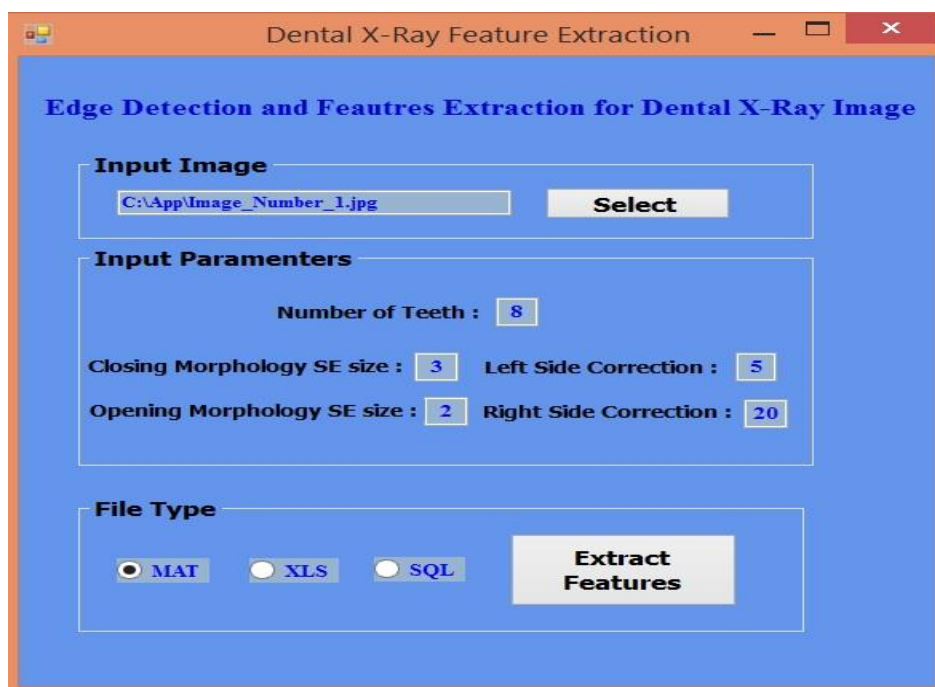 Dental X-Ray Feature Extraction
Edge Detection and Feautres Extraction for Dental X-Ray Image
Input Image
C:\App\Image_Number_1.jpg Select
Input Paramenters
Number of Teeth : 8
Closing Morphology SE size : 3 Left Side Correction : 5
Opening Morphology SE size : 2 Right Side Correction : 20
File Type
MAT XLS SQL Extract Features